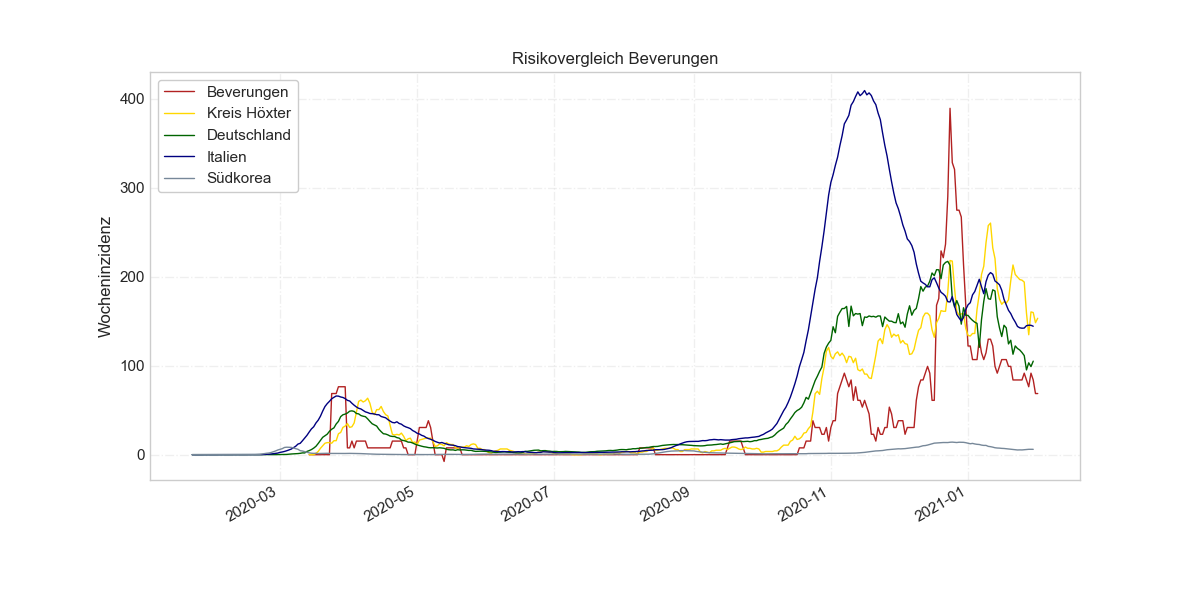 Risikovergleich Beverungen
Beverungen
Kreis Höxter
Deutschland
Italien
Südkorea
Wocheninzidenz
400
300
200
100
0
2020-03
2020-05
2020-07
2020-09
2020-11
2021-01